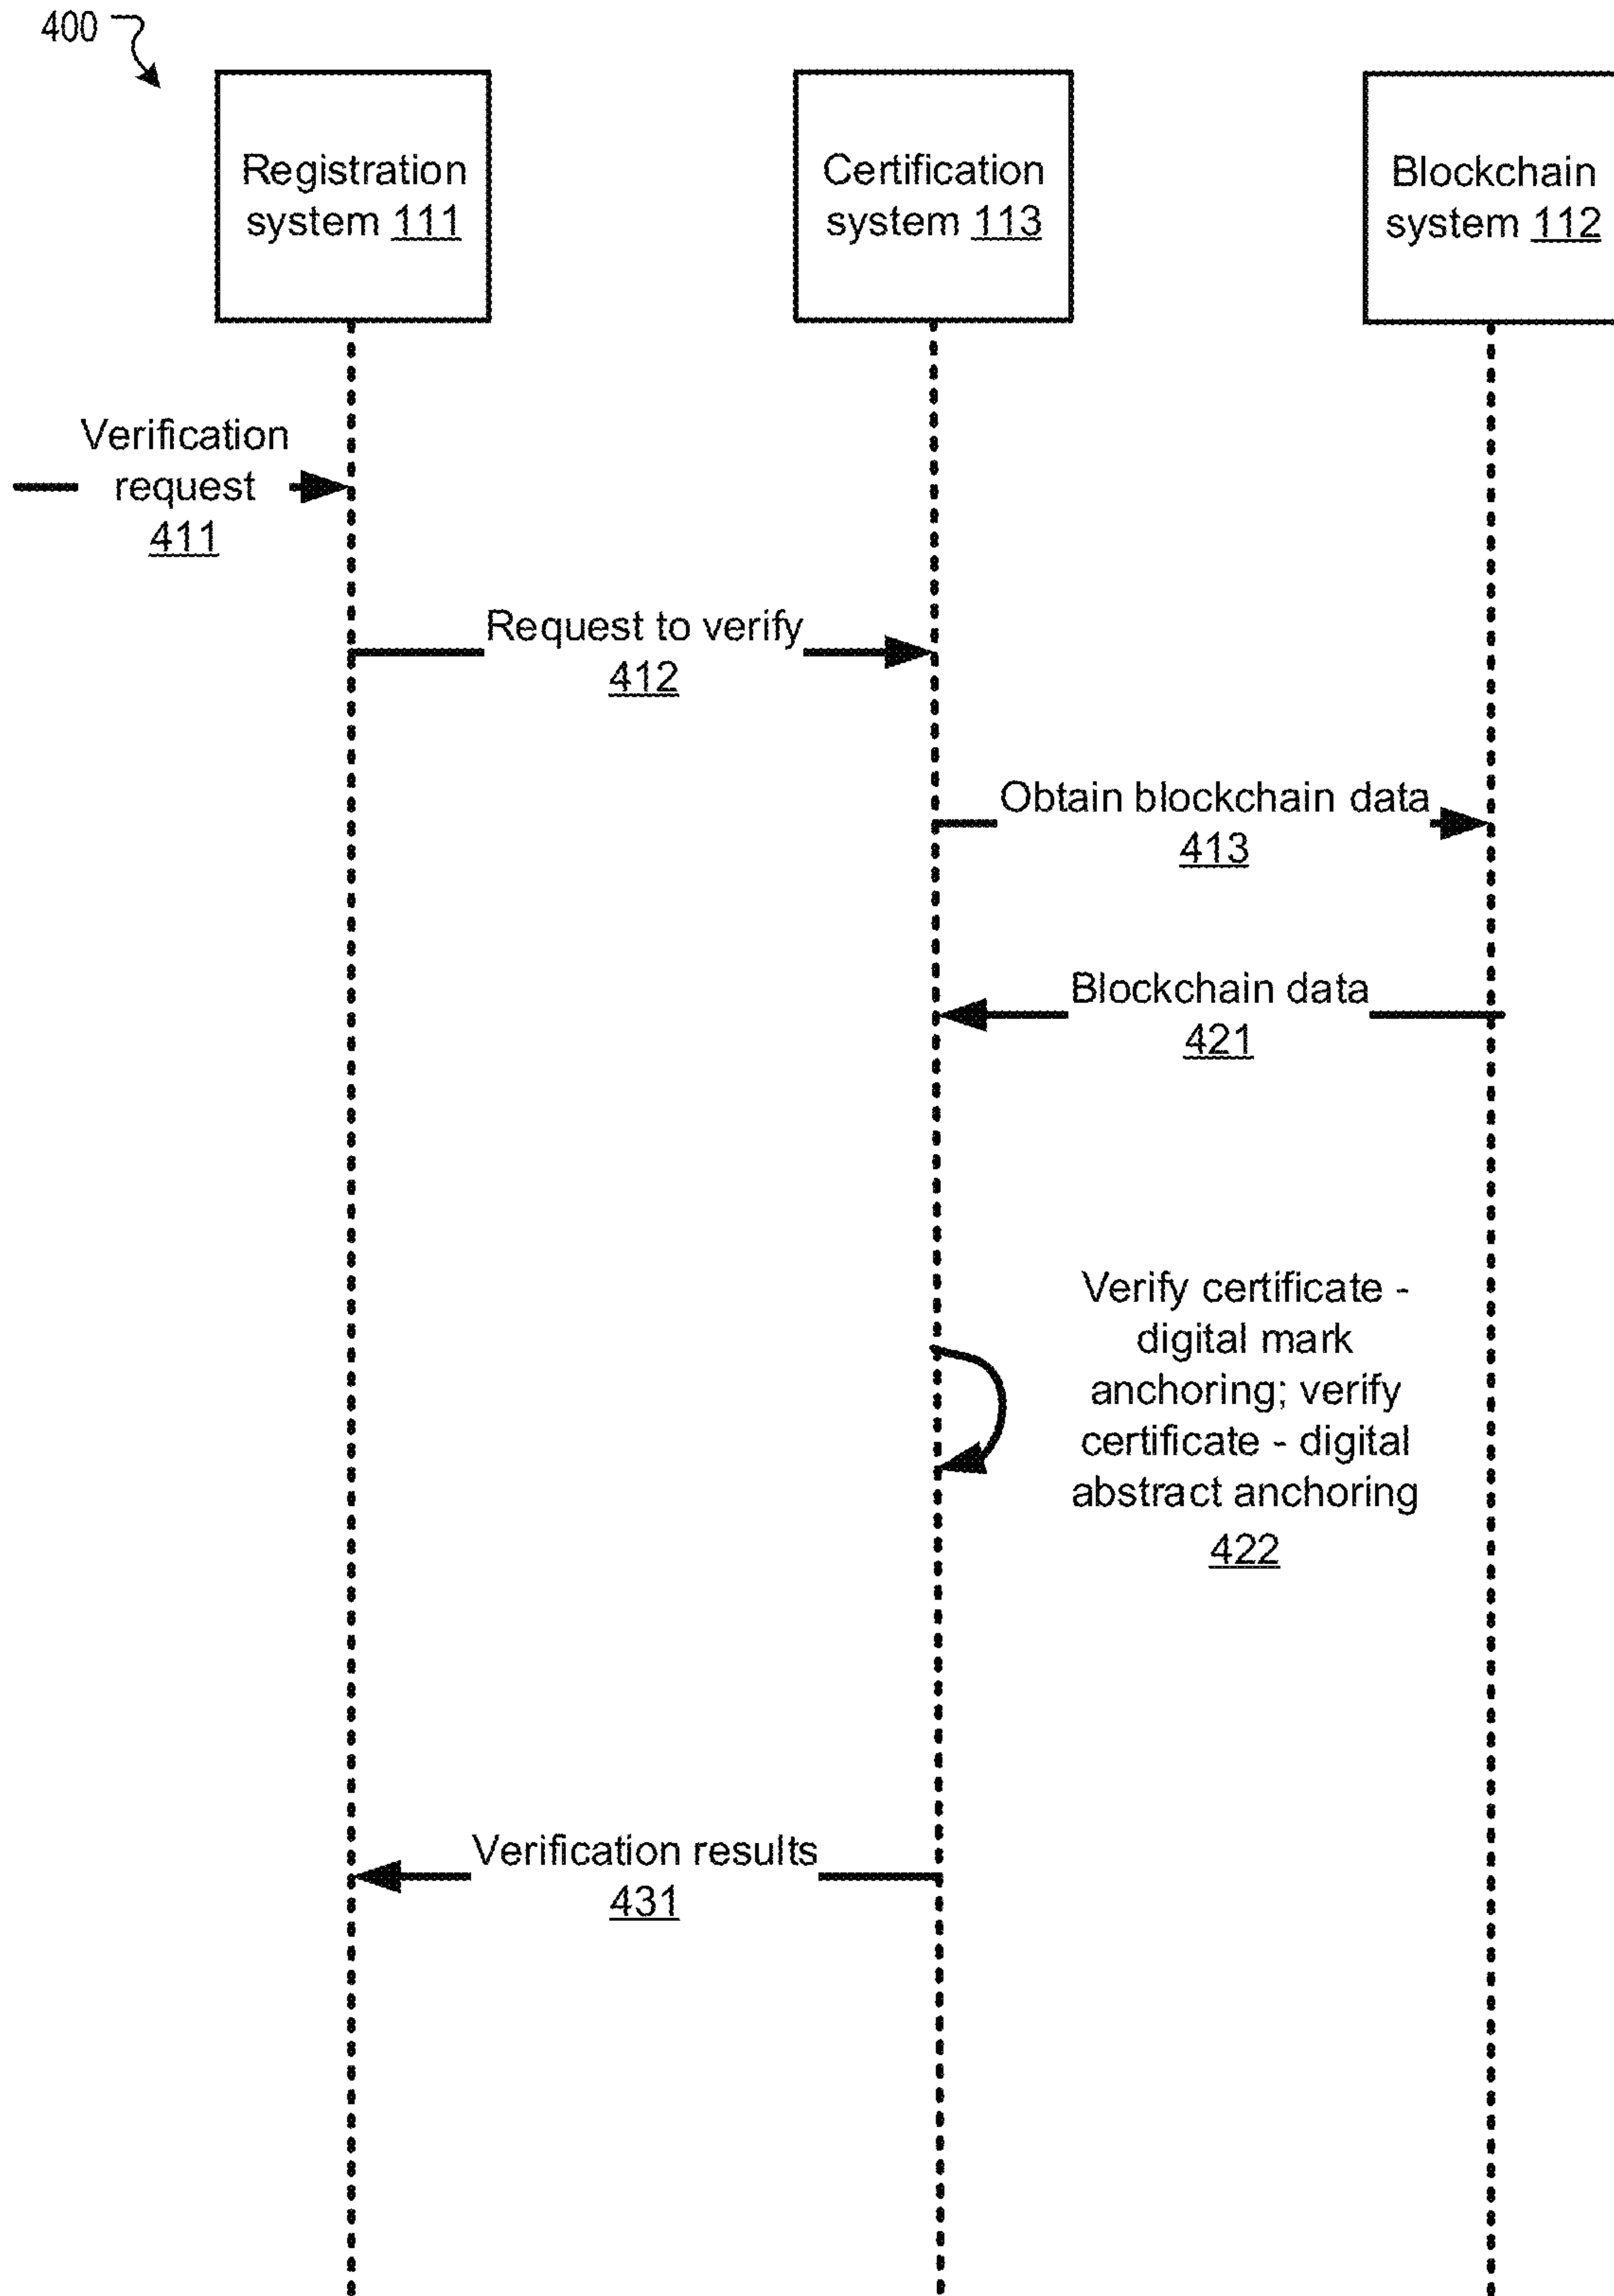 400
Registration
system 111
Certification
system 113
Blockchain
system 112
Verification
request
411
Request to verify
412
Obtain blockchain data
413
Blockchain data
421
Verify certificate -
digital mark
anchoring; verify
certificate - digital
abstract anchoring
422
Verification results
431